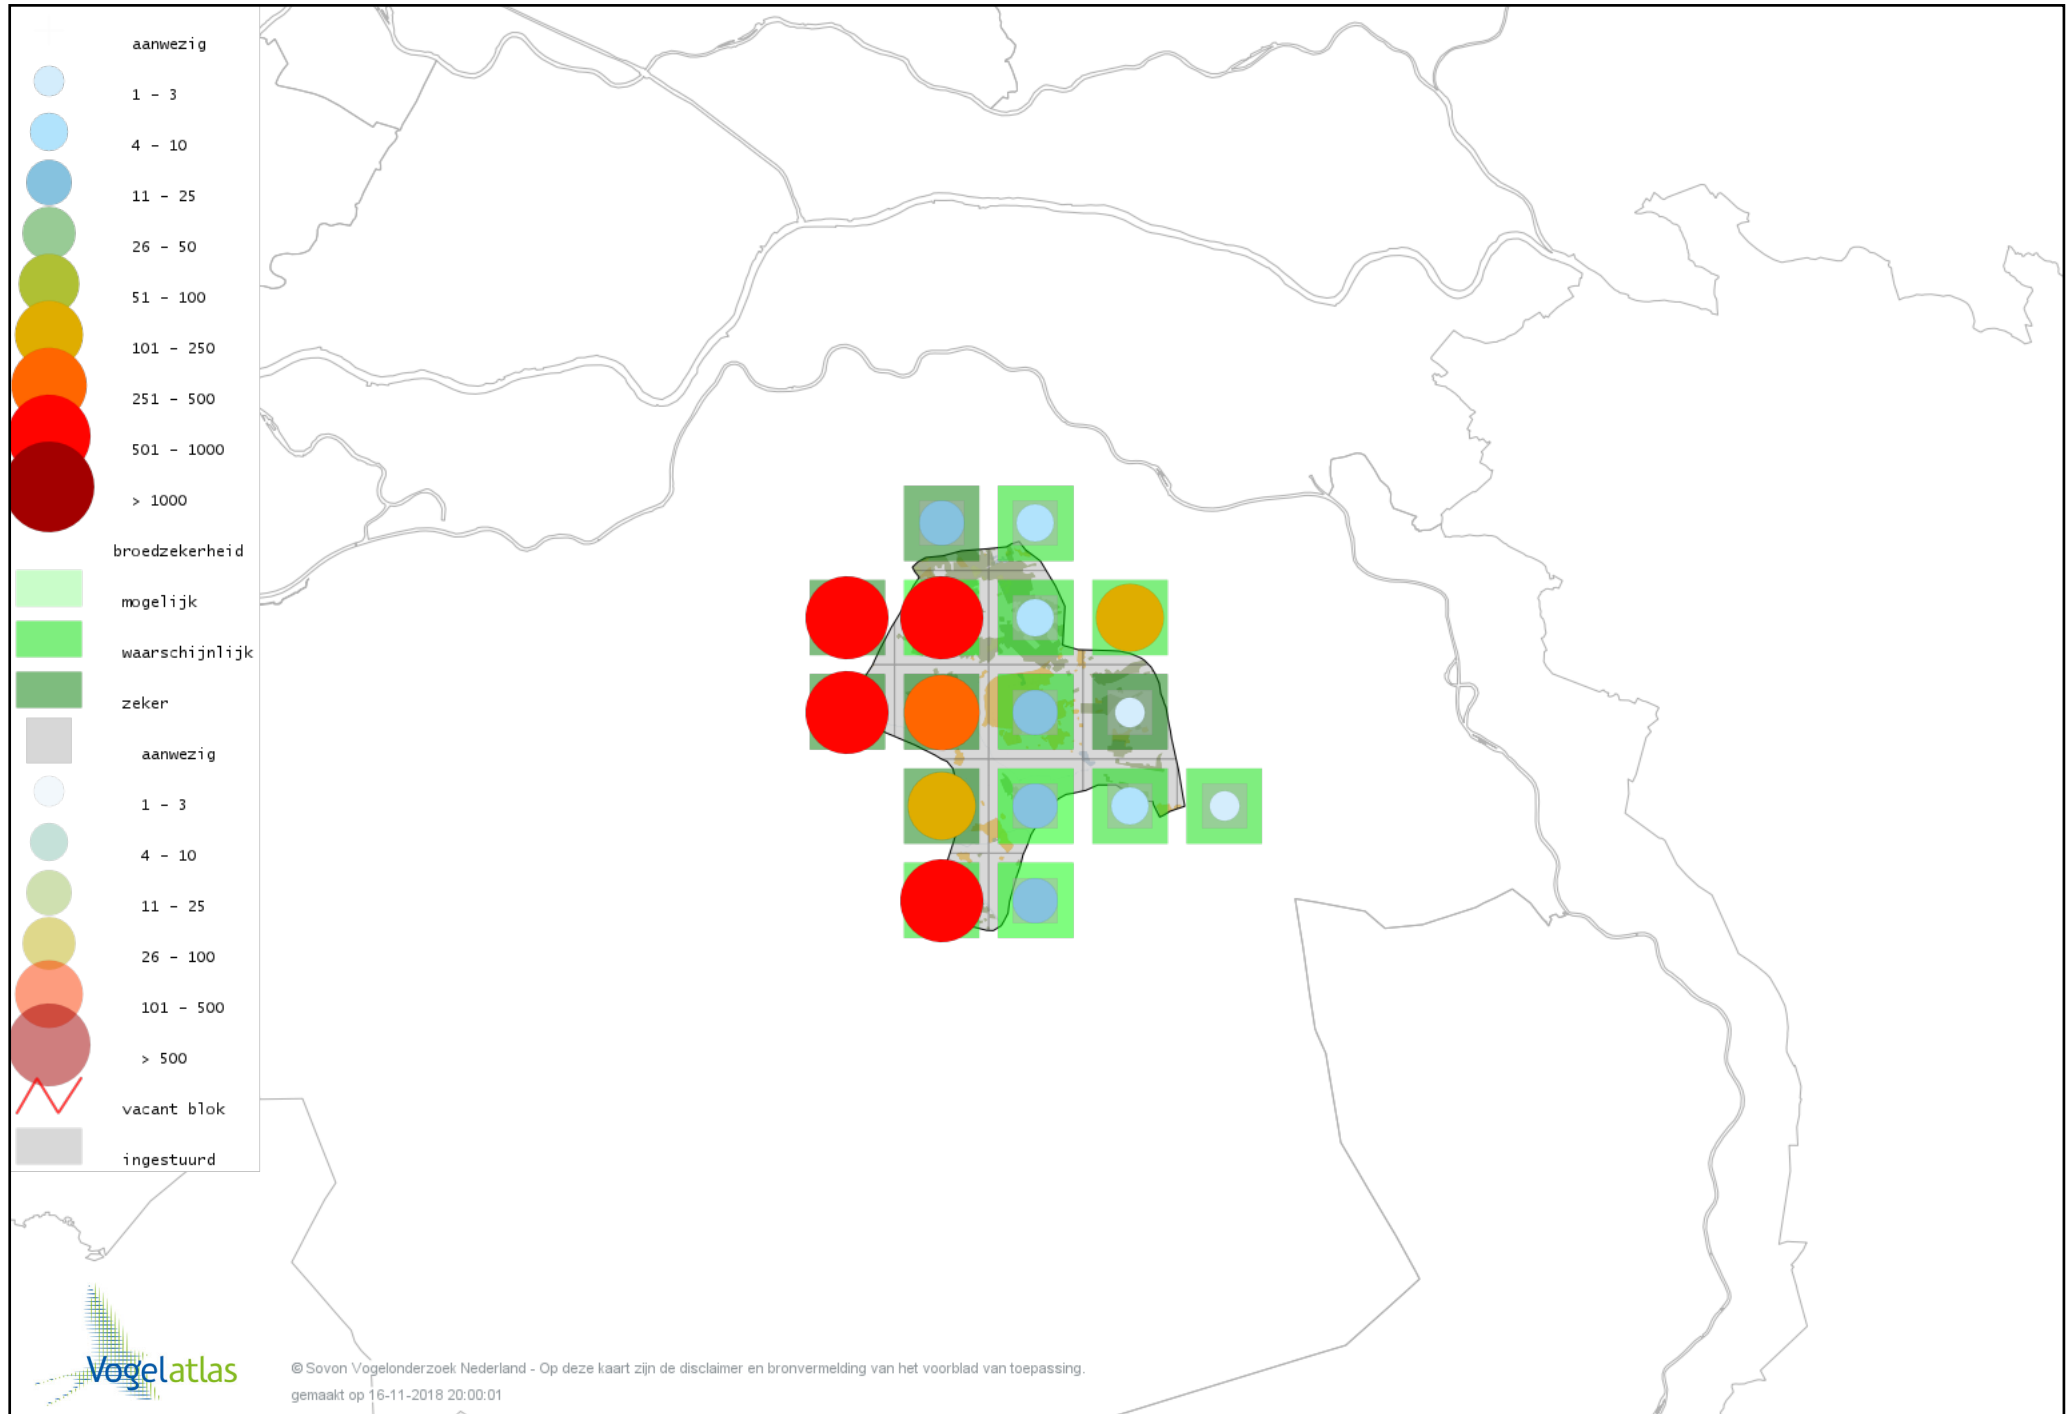 aanwezig
1 - 3
4 - 10
11 - 25
26 - 50
51 - 100
101 - 250
251 - 500
501 - 1000
> 1000
broedzekerheid
mogelijk
waarschijnlijk
zeker
aanwezig
1 - 3
4 - 10
11 - 25
26 - 100
101 - 500
> 500
vacant blok
ingestuurd
Vogelatlas
© Sovon Vogelonderzoek Nederland - Op deze kaart zijn de disclaimer en bronvermelding van het voorblad van toepassing.
gemaakt op 16-11-2018 20:00:01